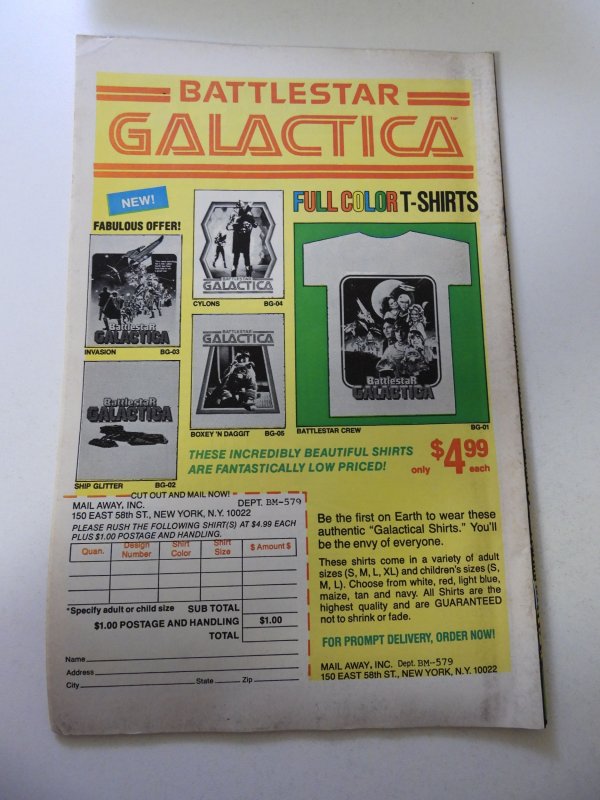 BATTLESTAR
GALACTICA™
NEW!
FABULOUS OFFER!
FULL COLOR T-SHIRTS
BattlestaR
GALACTICA
INVASION BG-03
BATTLESTAR
GALACTICA
CYLONS BG-04
BATTLESTAR
GALACTICA
BOXEY 'N DAGGIT BG-05
BattlestaR
GALACTICA
SHIP GLITTER BG-02
BattlestaR
GALACTICA
BATTLESTAR CREW BG-01
THESE INCREDIBLY BEAUTIFUL SHIRTS
ARE FANTASTICALLY LOW PRICED!
only $4.99 each
CUT OUT AND MAIL NOW!
MAIL AWAY, INC. DEPT. BM-579
150 EAST 58th ST., NEW YORK, N.Y. 10022
PLEASE RUSH THE FOLLOWING SHIRT(S) AT $4.99 EACH
PLUS $1.00 POSTAGE AND HANDLING.
Quan. Design Number Shirt Color Shirt Size $ Amount $
*Specify adult or child size SUB TOTAL
$1.00 POSTAGE AND HANDLING $1.00
TOTAL
Name
Address
City State Zip
Be the first on Earth to wear these
authentic "Galactical Shirts." You'll
be the envy of everyone.
These shirts come in a variety of adult
sizes (S, M, L, XL) and children's sizes (S,
M, L). Choose from white, red, light blue,
maize, tan and navy. All Shirts are the
highest quality and are GUARANTEED
not to shrink or fade.
FOR PROMPT DELIVERY, ORDER NOW!
MAIL AWAY, INC. Dept. BM-579
150 EAST 58th ST., NEW YORK, N.Y. 10022